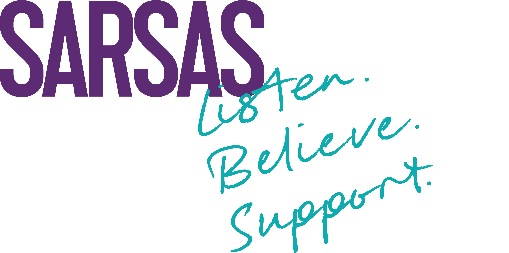 SARSAS
Listen.
Believe.
Support.